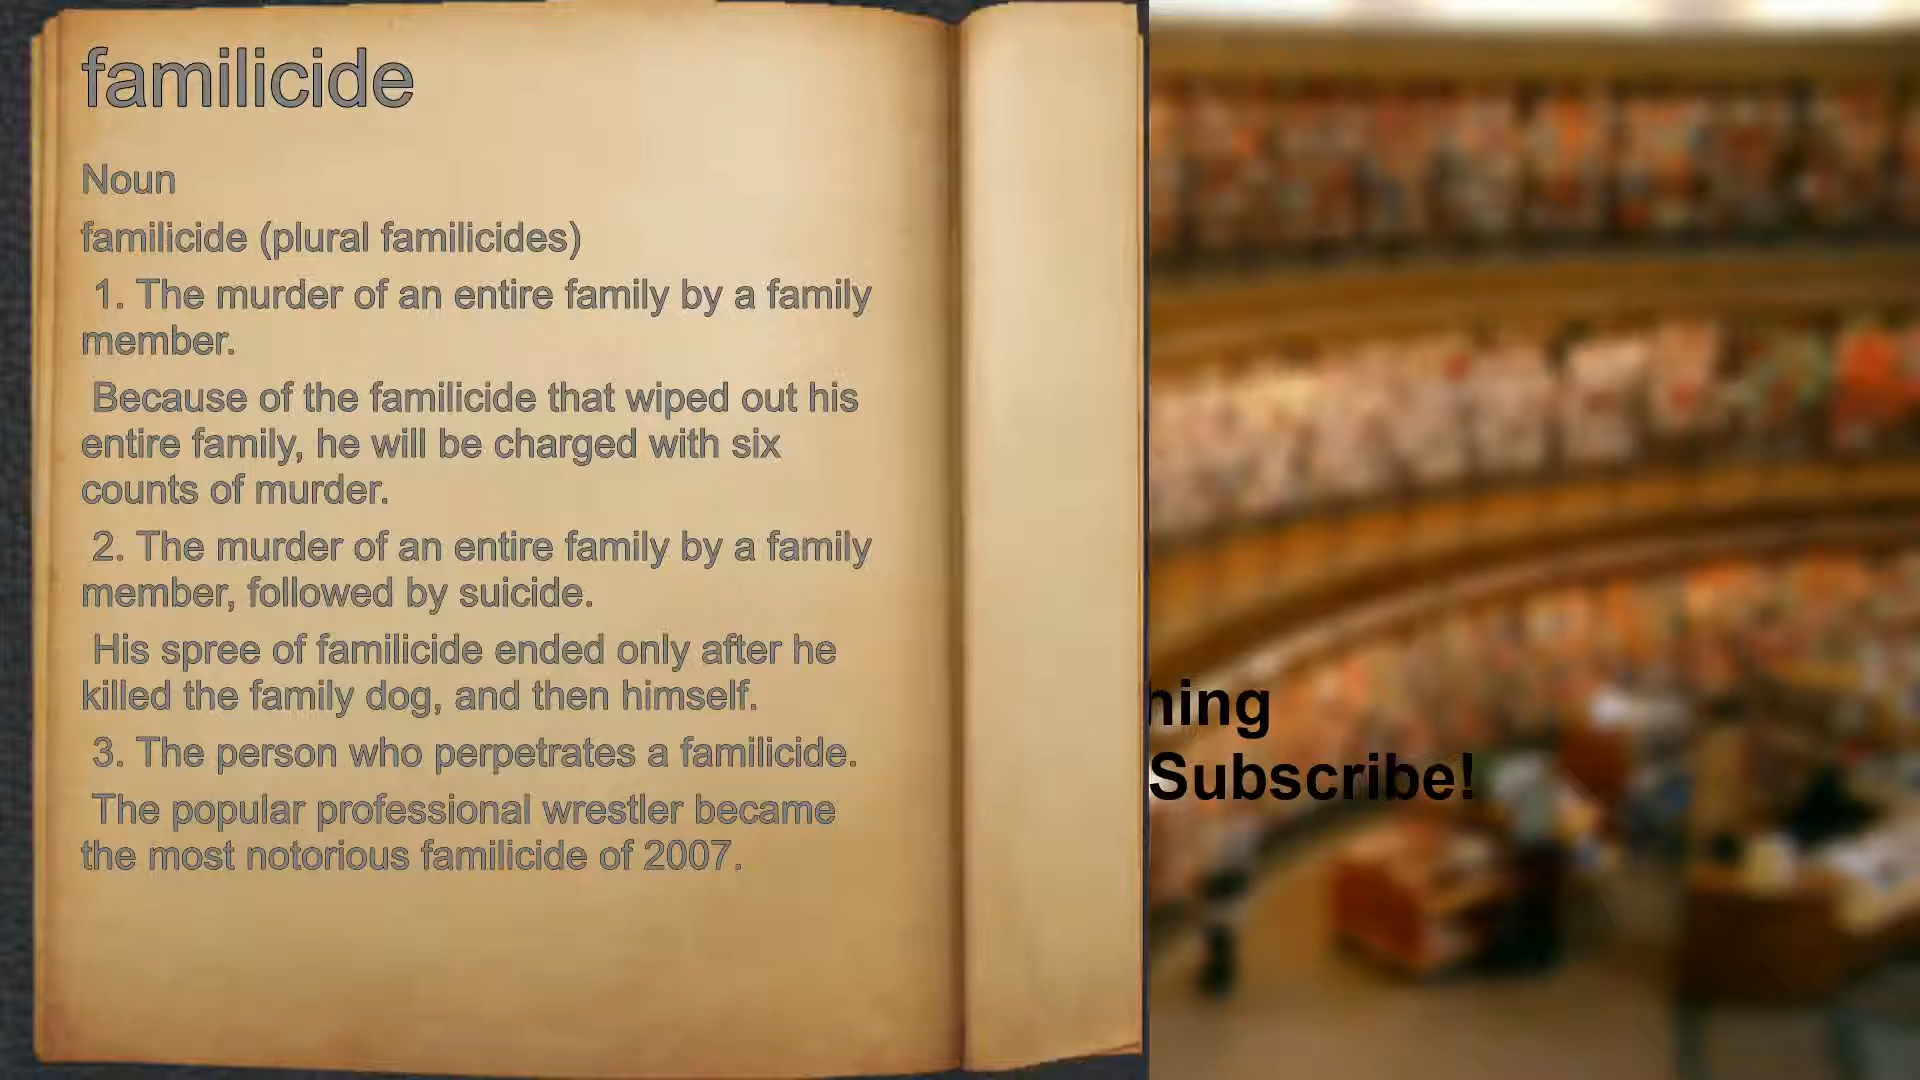 familicide
Noun
familicide (plural familicides)
1. The murder of an entire family by a family
member.
Because of the familicide that wiped out his
entire family, he will be charged with six
counts of murder.
2. The murder of an entire family by a family
member, followed by suicide.
His spree of familicide ended only after he
killed the family dog, and then himself.
3. The person who perpetrates a familicide.
The popular professional wrestler became
the most notorious familicide of 2007.
hing
Subscribe!